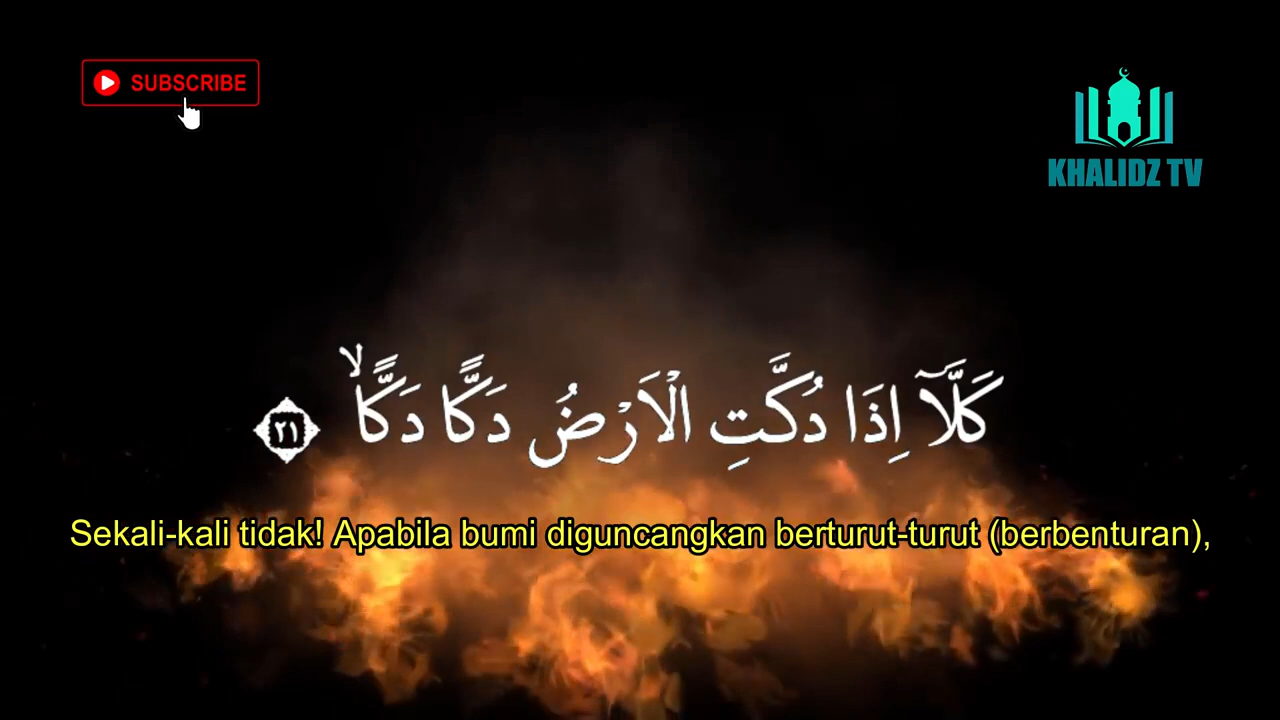 SUBSCRIBE
KHALIDZ TV
كَلَّآ اِذَا دُكَّتِ الْاَرْضُ دَكًّا دَكًّاۙ ٢١
Sekali-kali tidak! Apabila bumi diguncangkan berturut-turut (berbenturan),